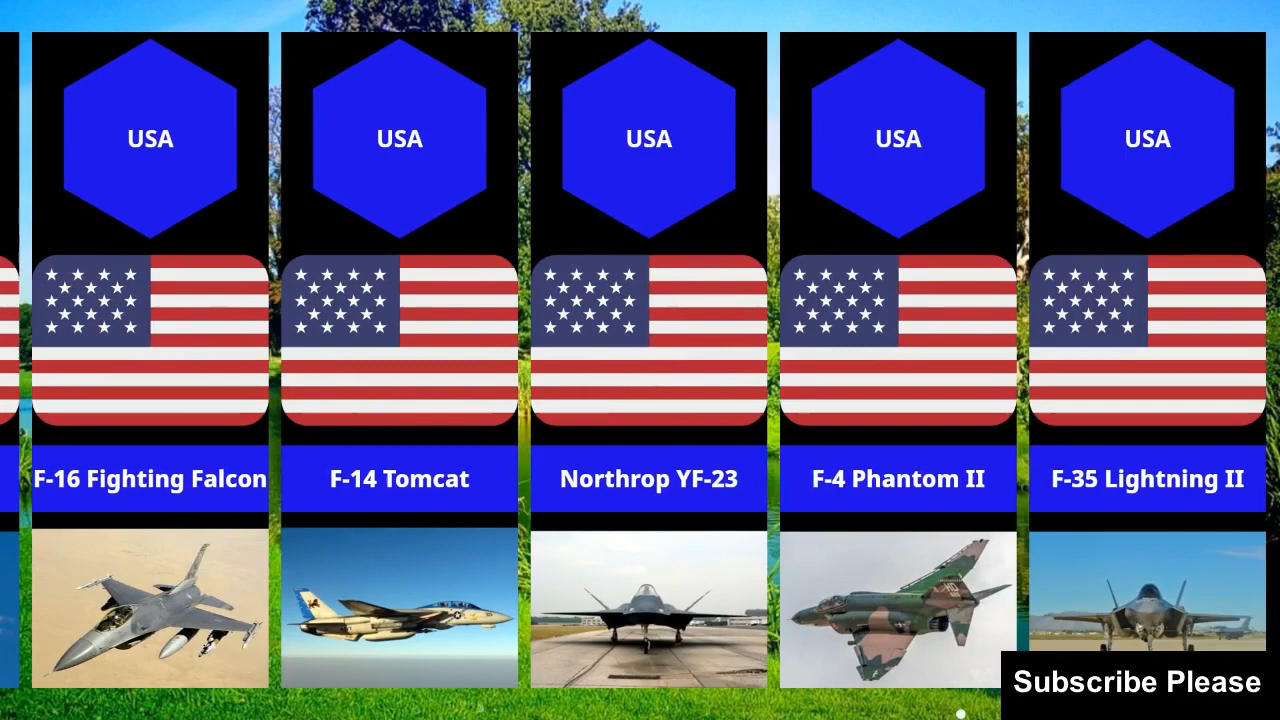 USA
USA
USA
USA
USA
F-16 Fighting Falcon
F-14 Tomcat
Northrop YF-23
F-4 Phantom II
F-35 Lightning II
Subscribe Please